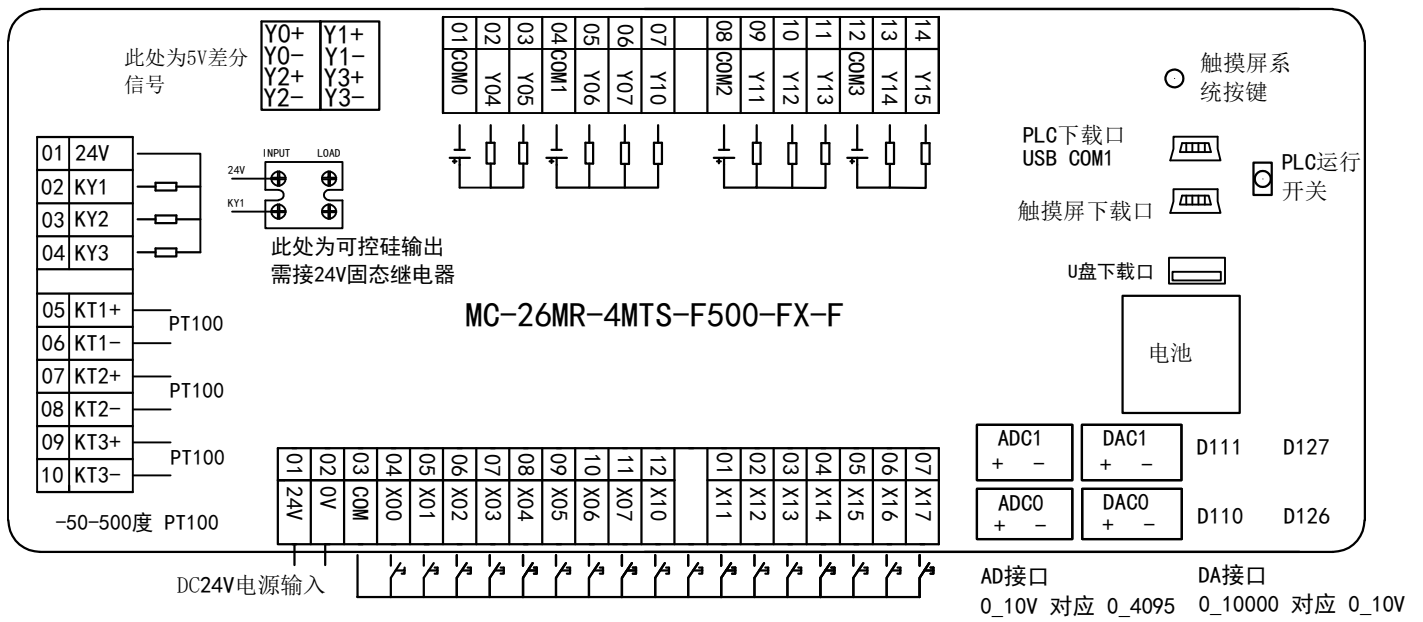 此处为5V差分
信号
Y0+ Y1+
Y0- Y1-
Y2+ Y3+
Y2- Y3-
01 02 03 04 05 06 07 08 09 10 11 12 13 14
COM0 Y04 Y05 COM1 Y06 Y07 Y10 COM2 Y11 Y12 Y13 COM3 Y14 Y15
触摸屏系
统按键
PLC下载口
USB COM1
PLC运行
开关
触摸屏下载口
U盘下载口
电池
01 24V
02 KY1
03 KY2
04 KY3
INPUT LOAD
24V
KY1
此处为可控硅输出
需接24V固态继电器
05 KT1+
06 KT1-
PT100
07 KT2+
08 KT2-
PT100
09 KT3+
10 KT3-
PT100
-50-500度 PT100
MC-26MR-4MTS-F500-FX-F
01 02 03 04 05 06 07 08 09 10 11 12 01 02 03 04 05 06 07
24V 0V COM X00 X01 X02 X03 X04 X05 X06 X07 X10 X11 X12 X13 X14 X15 X16 X17
DC24V电源输入
ADC1 DAC1 D111 D127
+ - + -
ADC0 DAC0 D110 D126
+ - + -
AD接口 DA接口
0_10V 对应 0_4095 0_10000 对应 0_10V